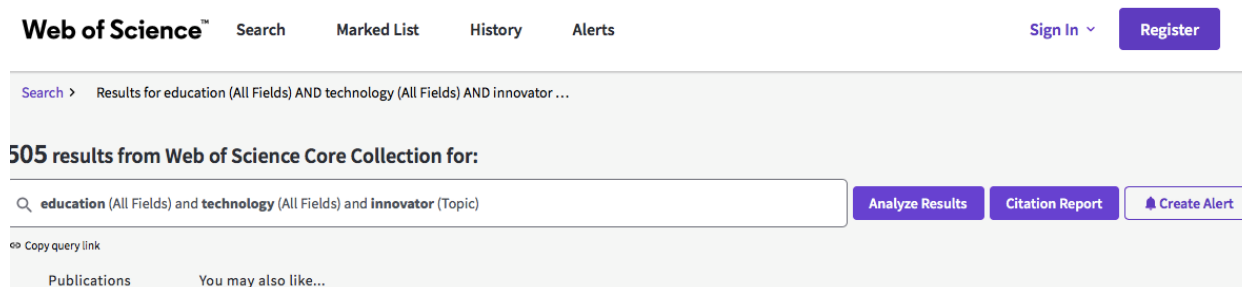 Web of Science™ Search Marked List History Alerts Sign In Register
Search > Results for education (All Fields) AND technology (All Fields) AND innovator ...
505 results from Web of Science Core Collection for:
education (All Fields) and technology (All Fields) and innovator (Topic) Analyze Results Citation Report Create Alert
Copy query link
Publications You may also like...